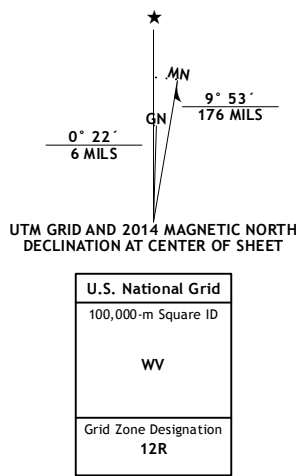 ★
MN
GN
9° 53´
176 MILS
0° 22´
6 MILS
UTM GRID AND 2014 MAGNETIC NORTH
DECLINATION AT CENTER OF SHEET
U.S. National Grid
100,000-m Square ID
WV
Grid Zone Designation
12R